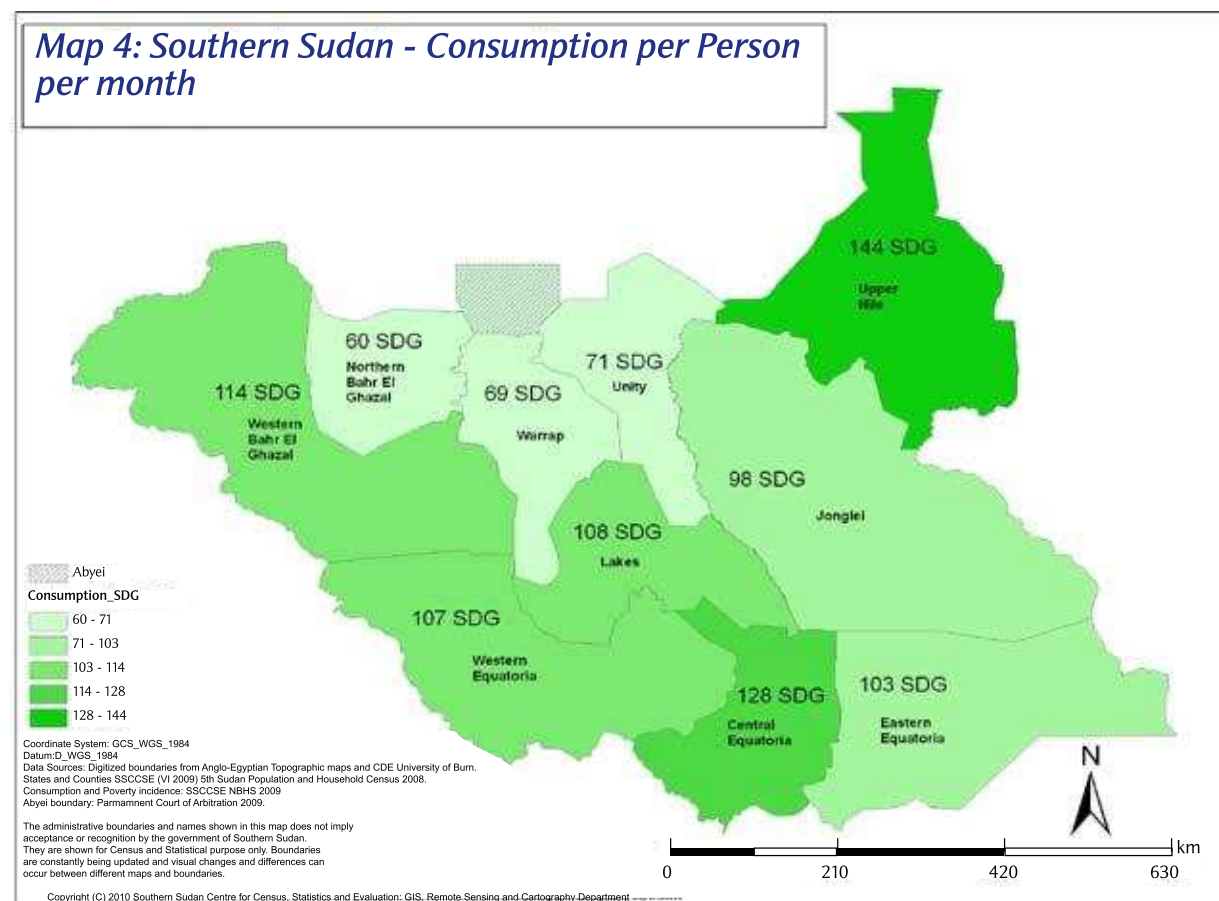 Map 4: Southern Sudan - Consumption per Person
per month
144 SDG
Upper
Nile
60 SDG
Northern
Bahr El
Ghazal
71 SDG
Unity
114 SDG
Western
Bahr El
Ghazal
69 SDG
Warrap
98 SDG
Jonglei
108 SDG
Lakes
107 SDG
Western
Equatoria
128 SDG
Central
Equatoria
103 SDG
Eastern
Equatoria
Abyei
Consumption_SDG
60 - 71
71 - 103
103 - 114
114 - 128
128 - 144
Coordinate System: GCS_WGS_1984
Datum:D_WGS_1984
Data Sources: Digitized boundaries from Anglo-Egyptian Topographic maps and CDE University of Burn.
States and Counties SSCCSE (VI 2009) 5th Sudan Population and Household Census 2008.
Consumption and Poverty incidence: SSCCSE NBHS 2009
Abyei boundary: Parmamnent Court of Arbitration 2009.
The administrative boundaries and names shown in this map does not imply
acceptance or recognition by the government of Southern Sudan.
They are shown for Census and Statistical purpose only. Boundaries
are constantly being updated and visual changes and differences can
occur between different maps and boundaries.
N
km
0 210 420 630
Copyright (C) 2010 Southern Sudan Centre for Census, Statistics and Evaluation: GIS, Remote Sensing and Cartography Department